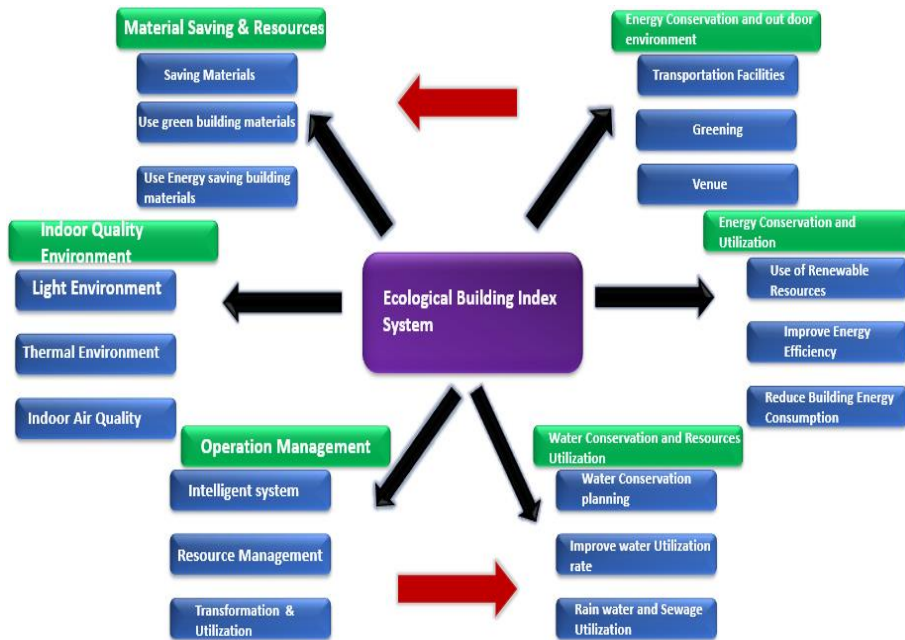 Material Saving & Resources
Saving Materials
Use green building materials
Use Energy saving building
materials
Energy Conservation and out door
environment
Transportation Facilities
Greening
Venue
Indoor Quality
Environment
Light Environment
Thermal Environment
Indoor Air Quality
Ecological Building Index
System
Energy Conservation and
Utilization
Use of Renewable
Resources
Improve Energy
Efficiency
Reduce Building Energy
Consumption
Operation Management
Intelligent system
Resource Management
Transformation &
Utilization
Water Conservation and Resources
Utilization
Water Conservation
planning
Improve water Utilization
rate
Rain water and Sewage
Utilization